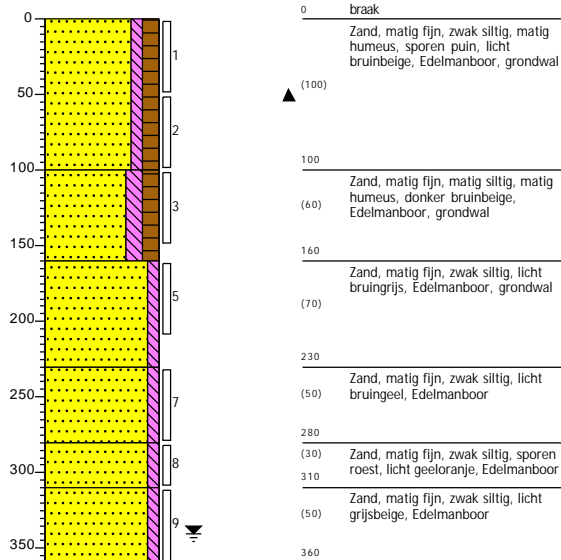 0
50
100
150
200
250
300
350
1
2
3
5
7
8
9
0 braak
Zand, matig fijn, zwak siltig, matig
humeus, sporen puin, licht
bruinbeige, Edelmanboor, grondwal
(100)
100
Zand, matig fijn, matig siltig, matig
humeus, donker bruinbeige,
Edelmanboor, grondwal
(60)
160
Zand, matig fijn, zwak siltig, licht
bruingrijs, Edelmanboor, grondwal
(70)
230
Zand, matig fijn, zwak siltig, licht
bruingeel, Edelmanboor
(50)
280
Zand, matig fijn, zwak siltig, sporen
roest, licht geeloranje, Edelmanboor
(30)
310
Zand, matig fijn, zwak siltig, licht
grijsbeige, Edelmanboor
(50)
360